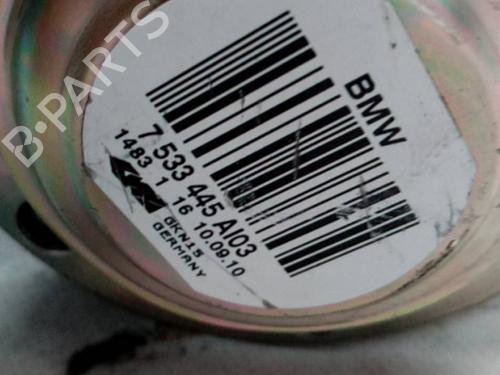 B-PARTS
BMW
7 533 445 AI03
1483 1 16 10.09.10
GKN15
GERMANY